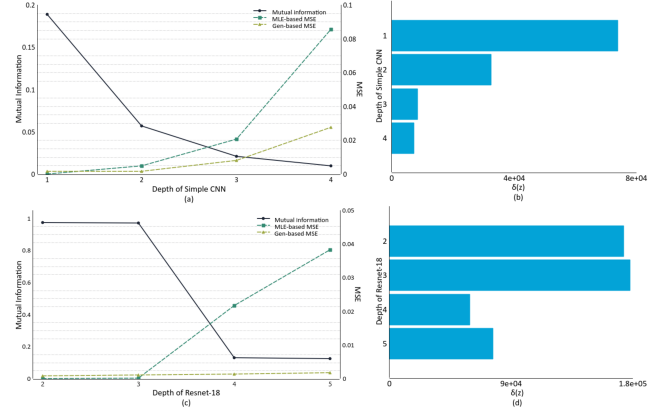 0.2
0.15
0.1
0.05
0
Mutual Information
0.1
0.08
0.06
0.04
0.02
0
MSE
Mutual information
MLE-based MSE
Gen-based MSE
1 2 3 4
Depth of Simple CNN
(a)
Depth of Simple CNN
1
2
3
4
0 4e+04 8e+04
δ(z)
(b)
1
0.8
0.6
0.4
0.2
0
Mutual Information
0.05
0.04
0.03
0.02
0.01
0
MSE
Mutual information
MLE-based MSE
Gen-based MSE
2 3 4 5
Depth of Resnet-18
(c)
Depth of Resnet-18
2
3
4
5
0 9e+04 1.8e+05
δ(z)
(d)